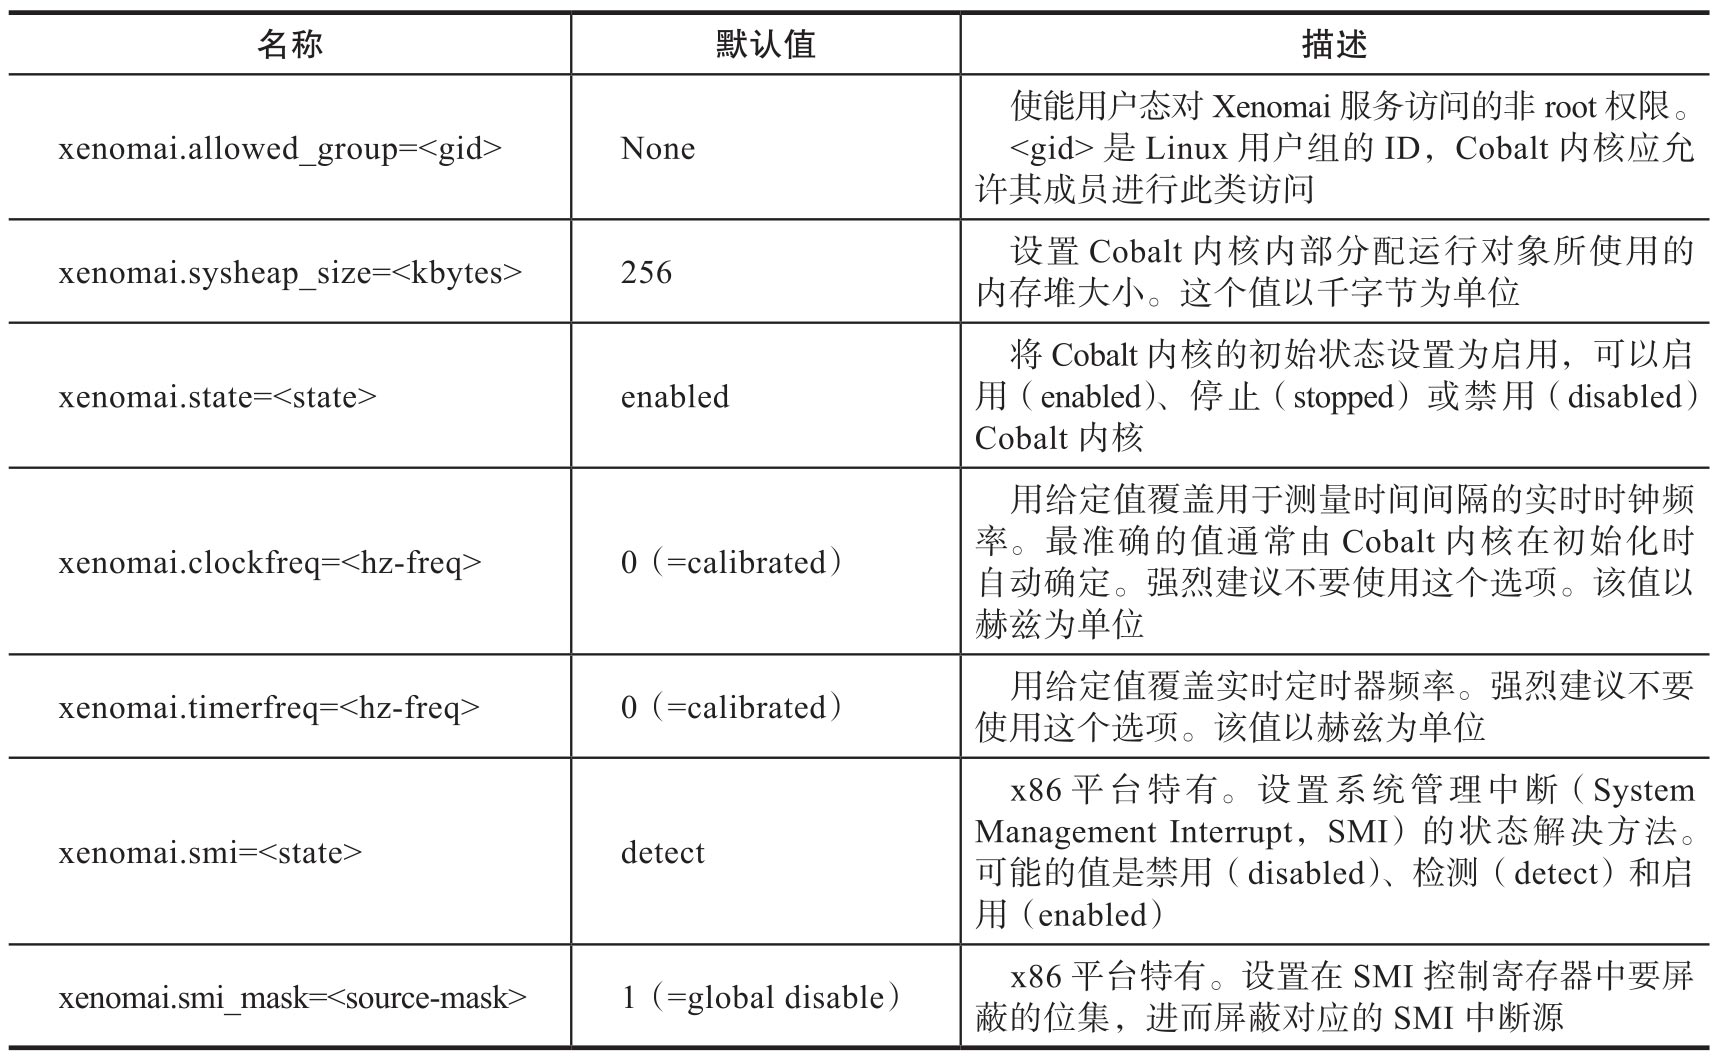 名称 默认值 描述
xenomai.allowed_group=<gid> None 使能用户态对 Xenomai 服务访问的非 root 权限。
<gid> 是 Linux 用户组的 ID，Cobalt 内核应允
许其成员进行此类访问
xenomai.sysheap_size=<kbytes> 256 设置 Cobalt 内核内部分配运行对象所使用的
内存堆大小。这个值以千字节为单位
xenomai.state=<state> enabled 将 Cobalt 内核的初始状态设置为启用，可以启
用（enabled）、停止（stopped）或禁用（disabled）
Cobalt 内核
xenomai.clockfreq=<hz-freq> 0（=calibrated） 用给定值覆盖用于测量时间间隔的实时时钟频
率。最准确的值通常由 Cobalt 内核在初始化时
自动确定。强烈建议不要使用这个选项。该值以
赫兹为单位
xenomai.timerfreq=<hz-freq> 0（=calibrated） 用给定值覆盖实时定时器频率。强烈建议不要
使用这个选项。该值以赫兹为单位
xenomai.smi=<state> detect x86 平台特有。设置系统管理中断（System
Management Interrupt，SMI）的状态解决方法。
可能的值是禁用（disabled）、检测（detect）和启
用（enabled）
xenomai.smi_mask=<source-mask> 1（=global disable） x86 平台特有。设置在 SMI 控制寄存器中要屏
蔽的位集，进而屏蔽对应的 SMI 中断源